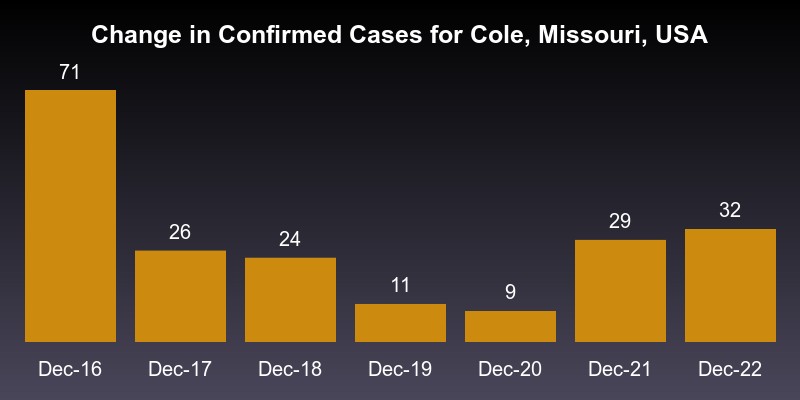 Change in Confirmed Cases for Cole, Missouri, USA
71
26
24
11
9
29
32
Dec-16
Dec-17
Dec-18
Dec-19
Dec-20
Dec-21
Dec-22